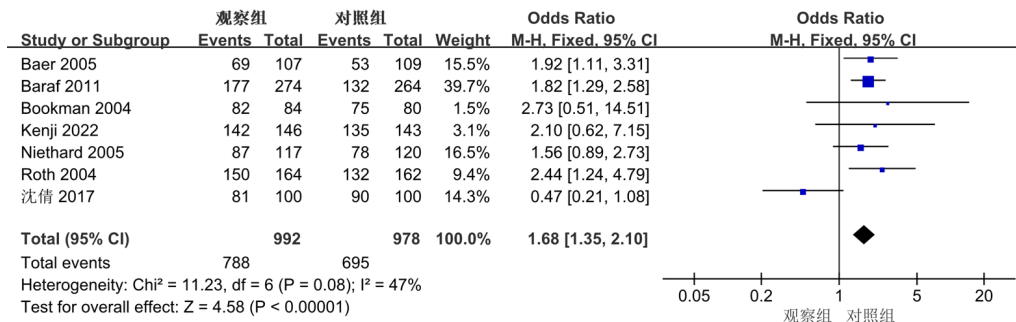 观察组 对照组 Odds Ratio Odds Ratio
Study or Subgroup Events Total Events Total Weight M-H, Fixed, 95% CI M-H, Fixed, 95% CI
Baer 2005 69 107 53 109 15.5% 1.92 [1.11, 3.31]
Baraf 2011 177 274 132 264 39.7% 1.82 [1.29, 2.58]
Bookman 2004 82 84 75 80 1.5% 2.73 [0.51, 14.51]
Kenji 2022 142 146 135 143 3.1% 2.10 [0.62, 7.15]
Niethard 2005 87 117 78 120 16.5% 1.56 [0.89, 2.73]
Roth 2004 150 164 132 162 9.4% 2.44 [1.24, 4.79]
沈倩 2017 81 100 90 100 14.3% 0.47 [0.21, 1.08]
Total (95% CI) 992 978 100.0% 1.68 [1.35, 2.10]
Total events 788 695
Heterogeneity: Chi² = 11.23, df = 6 (P = 0.08); I² = 47%
Test for overall effect: Z = 4.58 (P < 0.00001)
0.05 0.2 1 5 20
观察组 对照组